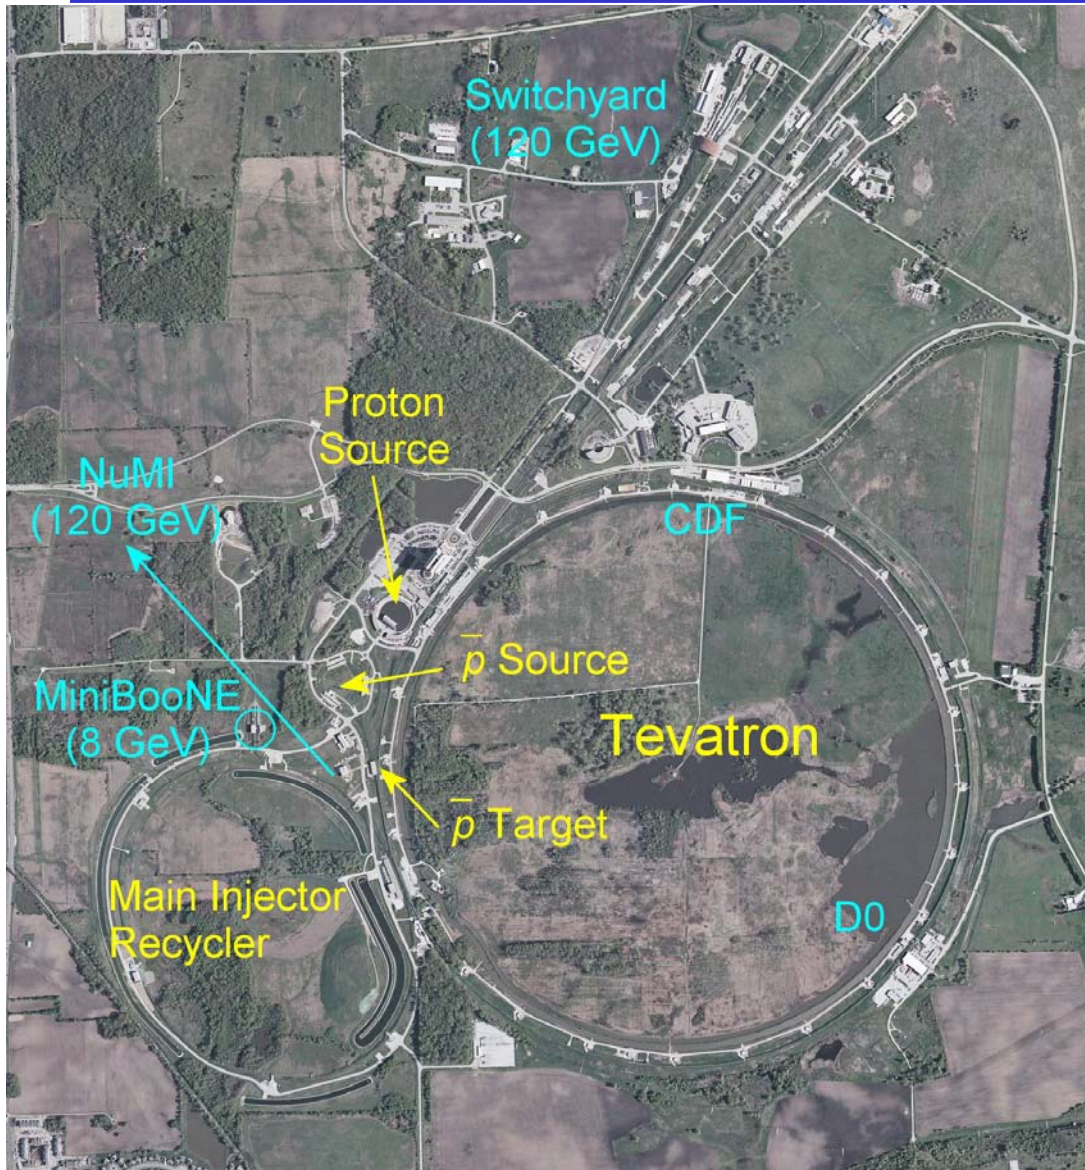 Switchyard
(120 GeV)
Proton
Source
NuMI
(120 GeV)
CDF
p̅ Source
MiniBooNE
(8 GeV)
Tevatron
p̅ Target
Main Injector
Recycler
D0